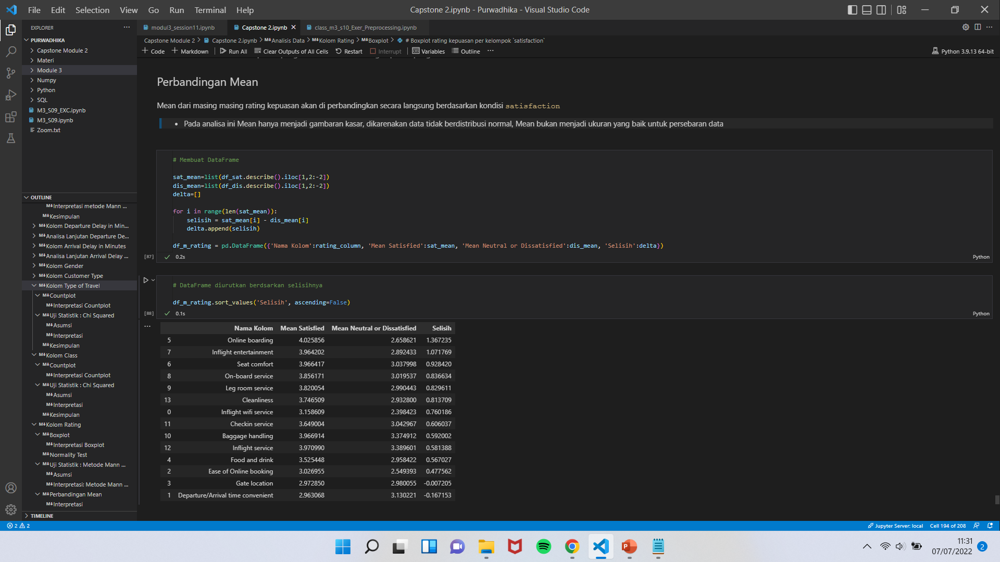 File Edit Selection View Go Run Terminal Help
Capstone 2.ipynb - Purwadhika - Visual Studio Code
EXPLORER
PURWADHIKA
Capstone Module 2
Materi
Module 3
Numpy
Python
SQL
M3_S09_EXC.ipynb
M3_S09.ipynb
Zoom.txt
OUTLINE
Interpretasi metode Mann ...
Kesimpulan
Kolom Departure Delay in Min...
Analisa Lanjutan Departure De...
Kolom Arrival Delay in Minutes
Analisa Lanjutan Arrival Delay ...
Kolom Gender
Kolom Customer Type
Kolom Type of Travel
Countplot
Interpretasi Countplot
Uji Statistik : Chi Squared
Asumsi
Interpretasi
Kesimpulan
Kolom Class
Countplot
Interpretasi Countplot
Uji Statistik : Chi Squared
Asumsi
Interpretasi
Kesimpulan
Kolom Rating
Boxplot
Interpretasi Boxplot
Normality Test
Uji Statistik : Metode Mann ...
Asumsi
Interpretasi: Metode Mann ...
Perbandingan Mean
Interpretasi
TIMELINE
modul3_session11.ipynb
Capstone 2.ipynb
class_m3_s10_Exer_Preprocessing.ipynb
Capstone Module 2 > Capstone 2.ipynb > Analisis Data > Kolom Rating > Boxplot > # Boxplot rating kepuasan per kelompok `satisfaction`
+ Code + Markdown | Run All Clear Outputs of All Cells Restart Interrupt | Variables Outline ...
Python 3.9.13 64-bit
Perbandingan Mean
Mean dari masing masing rating kepuasan akan di perbandingkan secara langsung berdasarkan kondisi satisfaction
• Pada analisa ini Mean hanya menjadi gambaran kasar, dikarenakan data tidak berdistribusi normal, Mean bukan menjadi ukuran yang baik untuk persebaran data
# Membuat DataFrame
sat_mean=list(df_sat.describe().iloc[1,2:-2])
dis_mean=list(df_dis.describe().iloc[1,2:-2])
delta=[]
for i in range(len(sat_mean)):
selisih = sat_mean[i] - dis_mean[i]
delta.append(selisih)
df_m_rating = pd.DataFrame({'Nama Kolom':rating_column, 'Mean Satisfied':sat_mean, 'Mean Neutral or Dissatisfied':dis_mean, 'Selisih':delta})
[87] ✓ 0.2s Python
# DataFrame diurutkan berdsarkan selisihnya
df_m_rating.sort_values('Selisih', ascending=False)
[88] ✓ 0.1s Python
Nama Kolom Mean Satisfied Mean Neutral or Dissatisfied Selisih
5 Online boarding 4.025856 2.658621 1.367235
7 Inflight entertainment 3.964202 2.892433 1.071769
6 Seat comfort 3.966417 3.037998 0.928420
8 On-board service 3.856171 3.019537 0.836634
9 Leg room service 3.820054 2.990443 0.829611
13 Cleanliness 3.746509 2.932800 0.813709
0 Inflight wifi service 3.158609 2.398423 0.760186
11 Checkin service 3.649004 3.042967 0.606037
10 Baggage handling 3.966914 3.374912 0.592002
12 Inflight service 3.970990 3.389601 0.581388
4 Food and drink 3.525448 2.958422 0.567027
2 Ease of Online booking 3.026955 2.549393 0.477562
3 Gate location 2.972850 2.980055 -0.007205
1 Departure/Arrival time convenient 2.963068 3.130221 -0.167153
2 2
Jupyter Server: local Cell 194 of 208
11:31
07/07/2022
2